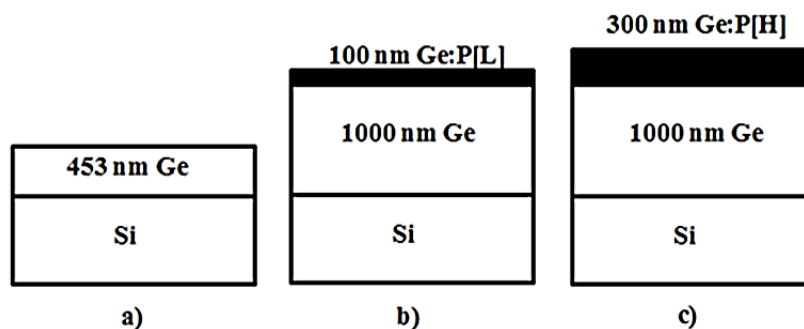 453 nm Ge
Si
a)
100 nm Ge:P[L]
1000 nm Ge
Si
b)
300 nm Ge:P[H]
1000 nm Ge
Si
c)